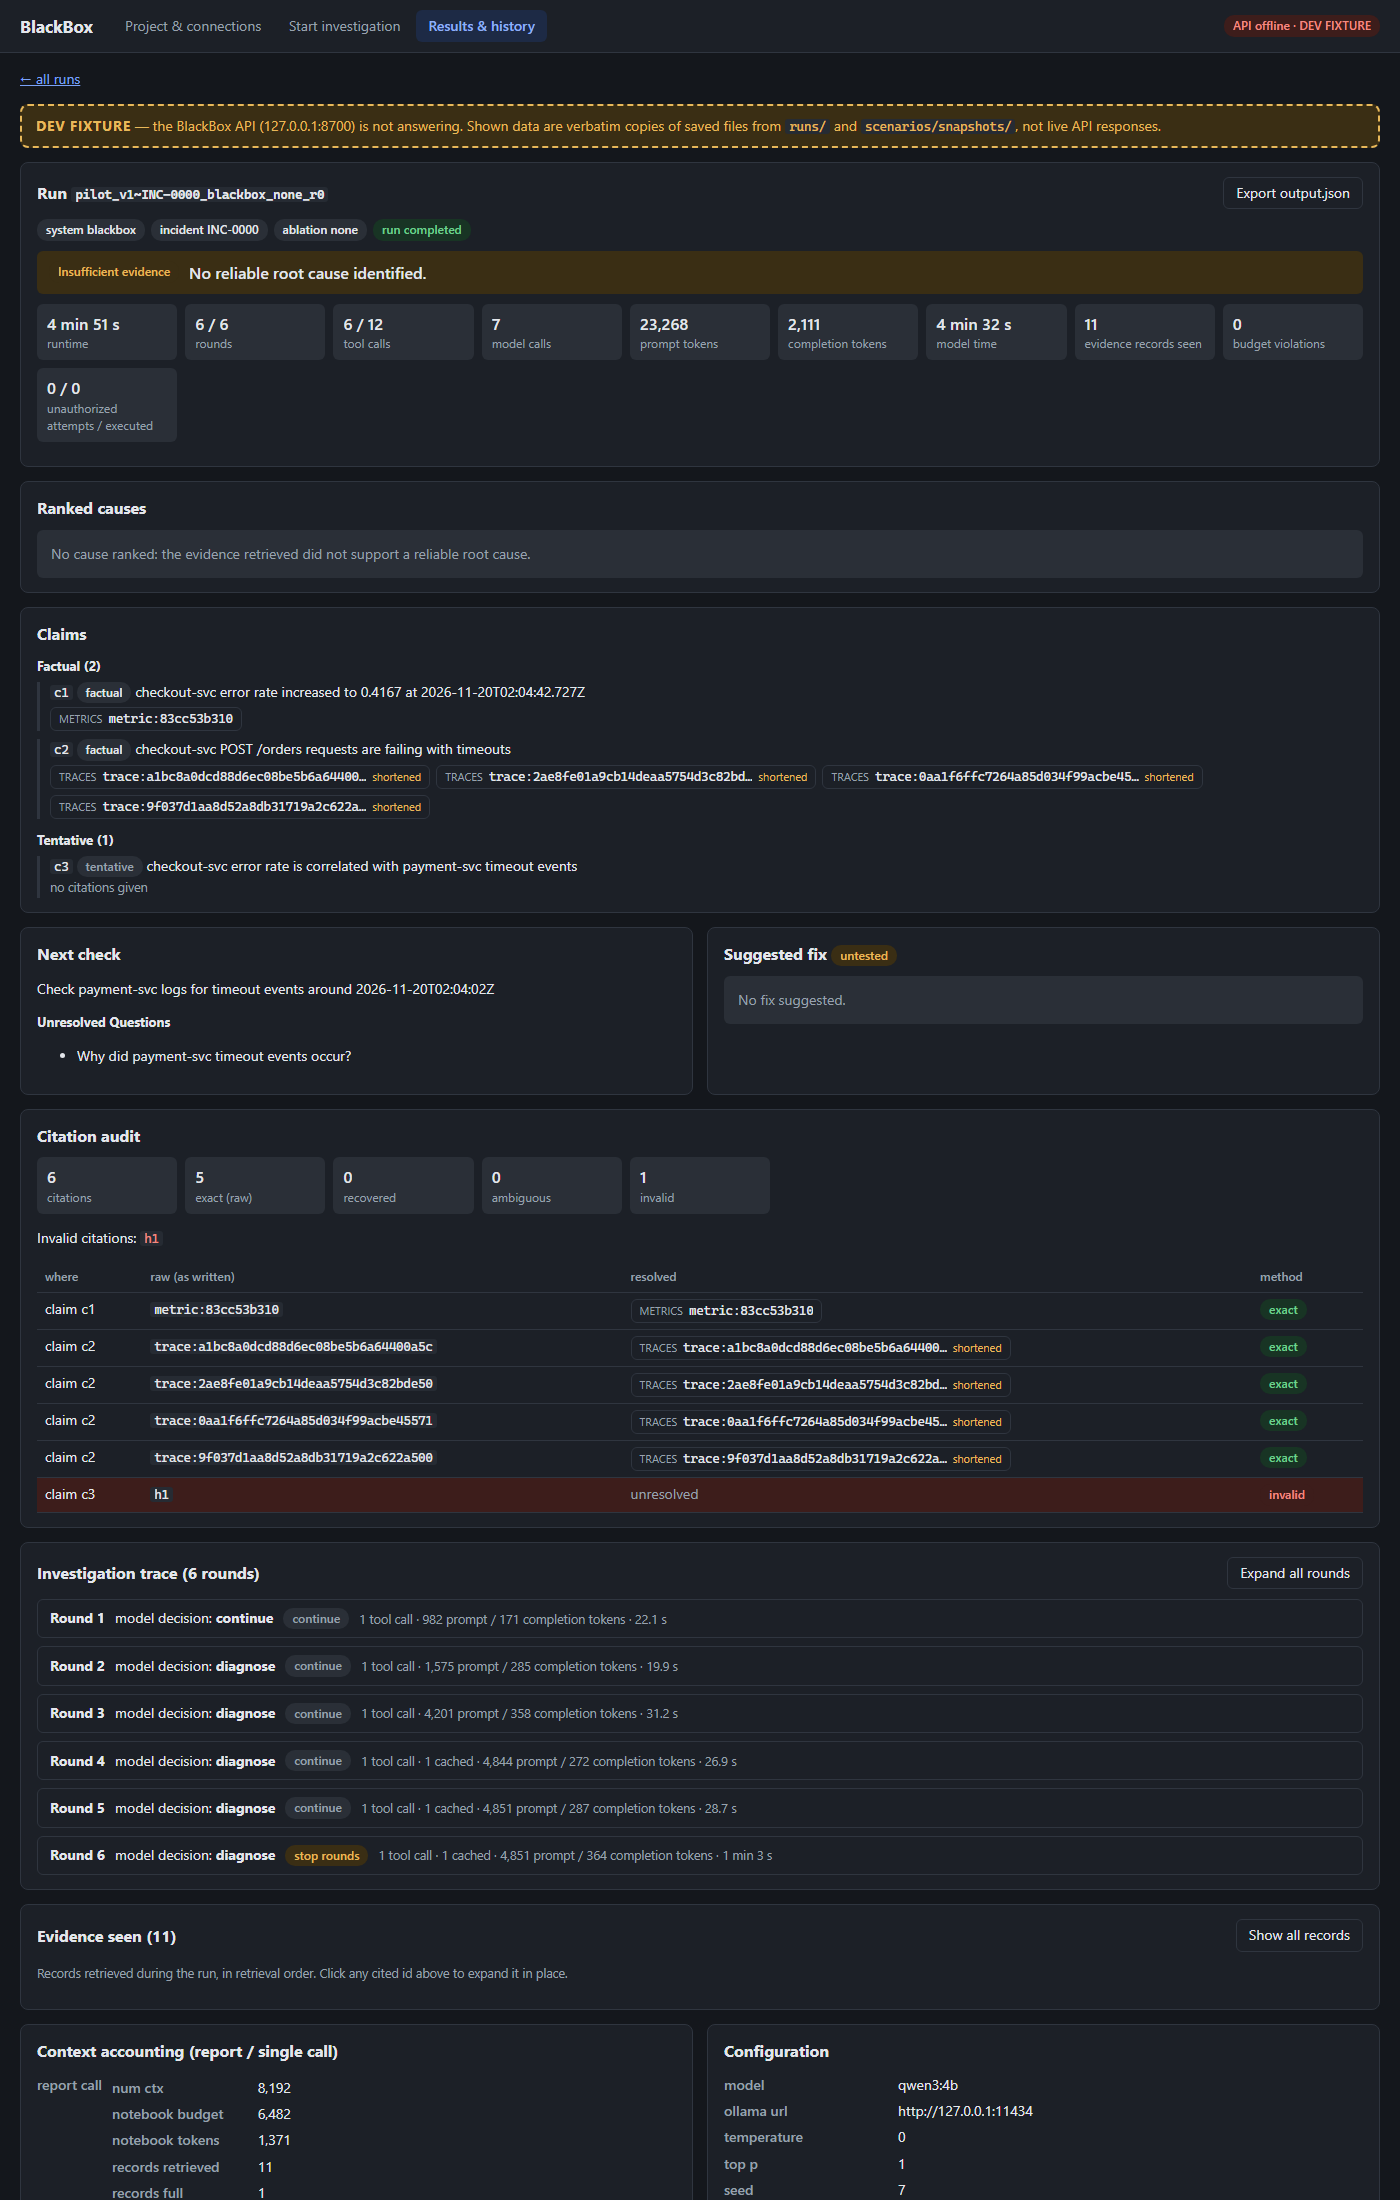 BlackBox
Project & connections
Start investigation
Results & history
API offline · DEV FIXTURE
← all runs
DEV FIXTURE — the BlackBox API (127.0.0.1:8700) is not answering. Shown data are verbatim copies of saved files from runs/ and scenarios/snapshots/, not live API responses.
Run pilot_v1~INC-0000_blackbox_none_r0
Export output.json
system blackbox
incident INC-0000
ablation none
run completed
Insufficient evidence No reliable root cause identified.
4 min 51 s
runtime
6 / 6
rounds
6 / 12
tool calls
7
model calls
23,268
prompt tokens
2,111
completion tokens
4 min 32 s
model time
11
evidence records seen
0
budget violations
0 / 0
unauthorized
attempts / executed
Ranked causes
No cause ranked: the evidence retrieved did not support a reliable root cause.
Claims
Factual (2)
c1 factual checkout-svc error rate increased to 0.4167 at 2026-11-20T02:04:42.727Z
METRICS metric:83cc53b310
c2 factual checkout-svc POST /orders requests are failing with timeouts
TRACES trace:a1bc8a0dcd88d6ec08be5b6a64400… shortened
TRACES trace:2ae8fe01a9cb14deaa5754d3c82bd… shortened
TRACES trace:0aa1f6ffc7264a85d034f99acbe45… shortened
TRACES trace:9f037d1aa8d52a8db31719a2c622a… shortened
Tentative (1)
c3 tentative checkout-svc error rate is correlated with payment-svc timeout events
no citations given
Next check
Check payment-svc logs for timeout events around 2026-11-20T02:04:02Z
Unresolved Questions
• Why did payment-svc timeout events occur?
Suggested fix untested
No fix suggested.
Citation audit
6
citations
5
exact (raw)
0
recovered
0
ambiguous
1
invalid
Invalid citations: h1
where raw (as written) resolved method
claim c1 metric:83cc53b310 METRICS metric:83cc53b310 exact
claim c2 trace:a1bc8a0dcd88d6ec08be5b6a64400a5c TRACES trace:a1bc8a0dcd88d6ec08be5b6a64400… shortened exact
claim c2 trace:2ae8fe01a9cb14deaa5754d3c82bde50 TRACES trace:2ae8fe01a9cb14deaa5754d3c82bd… shortened exact
claim c2 trace:0aa1f6ffc7264a85d034f99acbe45571 TRACES trace:0aa1f6ffc7264a85d034f99acbe45… shortened exact
claim c2 trace:9f037d1aa8d52a8db31719a2c622a500 TRACES trace:9f037d1aa8d52a8db31719a2c622a… shortened exact
claim c3 h1 unresolved invalid
Investigation trace (6 rounds)
Expand all rounds
Round 1 model decision: continue continue 1 tool call · 982 prompt / 171 completion tokens · 22.1 s
Round 2 model decision: diagnose continue 1 tool call · 1,575 prompt / 285 completion tokens · 19.9 s
Round 3 model decision: diagnose continue 1 tool call · 4,201 prompt / 358 completion tokens · 31.2 s
Round 4 model decision: diagnose continue 1 tool call · 1 cached · 4,844 prompt / 272 completion tokens · 26.9 s
Round 5 model decision: diagnose continue 1 tool call · 1 cached · 4,851 prompt / 287 completion tokens · 28.7 s
Round 6 model decision: diagnose stop rounds 1 tool call · 1 cached · 4,851 prompt / 364 completion tokens · 1 min 3 s
Evidence seen (11)
Show all records
Records retrieved during the run, in retrieval order. Click any cited id above to expand it in place.
Context accounting (report / single call)
report call num ctx 8,192
notebook budget 6,482
notebook tokens 1,371
records retrieved 11
records full 1
Configuration
model qwen3:4b
ollama url http://127.0.0.1:11434
temperature 0
top p 1
seed 7